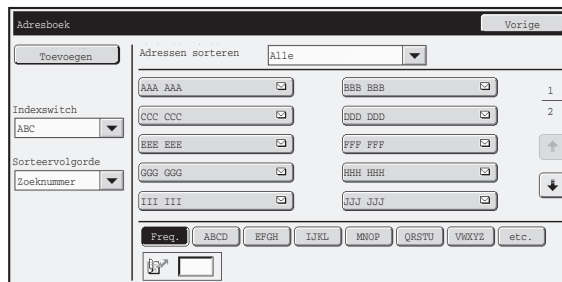 Adresboek
Vorige
Toevoegen
Adressen sorteren
Alle
Indexswitch
ABC
Sorteervolgorde
Zoeknummer
AAA AAA
BBB BBB
CCC CCC
DDD DDD
EEE EEE
FFF FFF
GGG GGG
HHH HHH
III III
JJJ JJJ
1
2
Freq.
ABCD
EFGH
IJKL
MNOP
QRSTU
VWXYZ
etc.